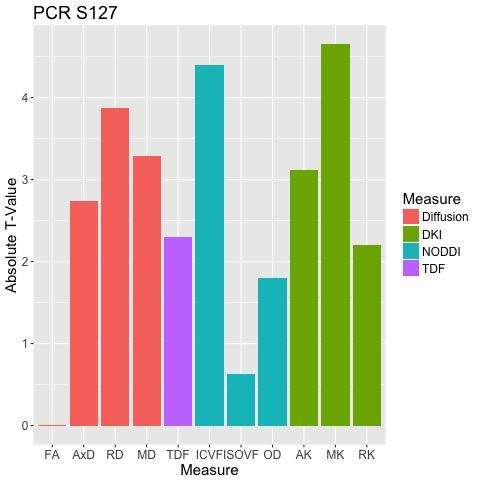 PCR S127
Absolute T-Value
4
3
2
1
0
FA AxD RD MD TDF ICVF ISOVF OD AK MK RK
Measure
Measure
Diffusion
DKI
NODDI
TDF